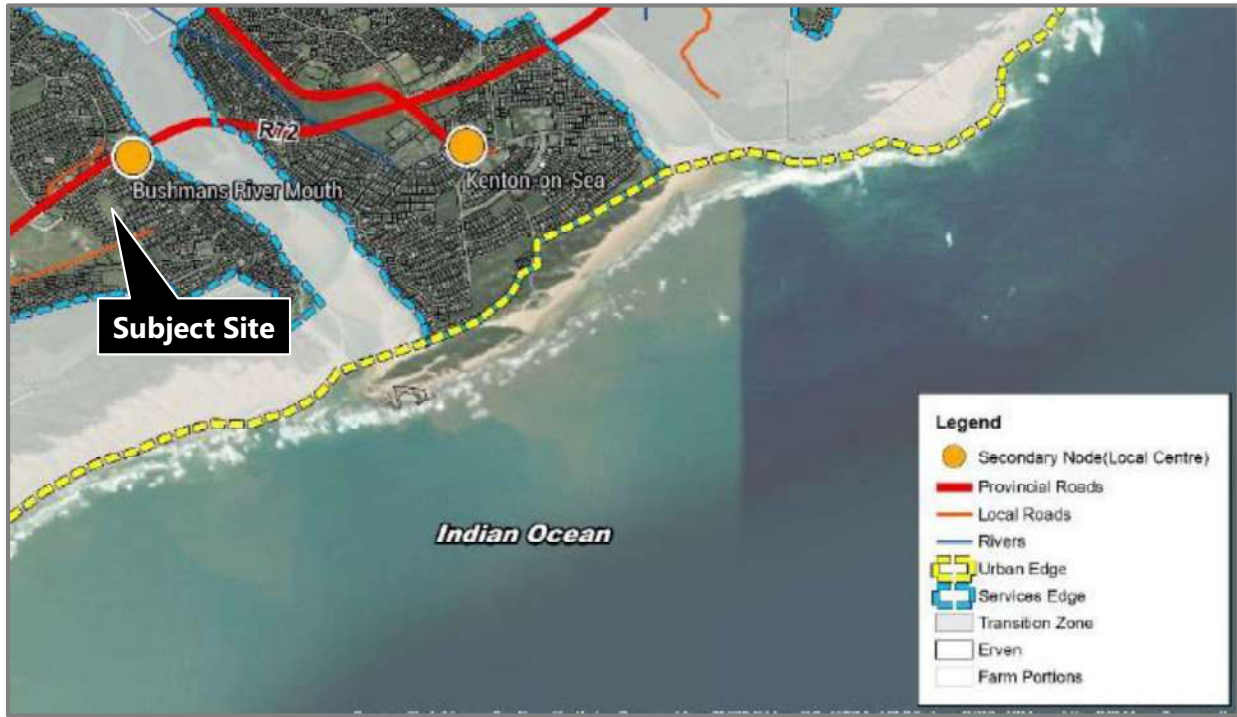 R72
Bushmans River Mouth
Kenton-on-Sea
Subject Site
Indian Ocean
Legend
Secondary Node(Local Centre)
Provincial Roads
Local Roads
Rivers
Urban Edge
Services Edge
Transition Zone
Erven
Farm Portions